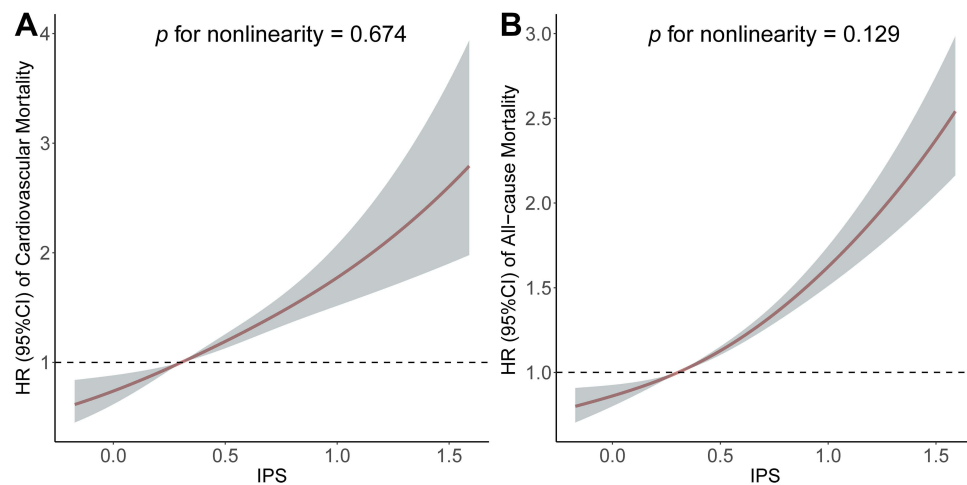 A
p for nonlinearity = 0.674
HR (95%CI) of Cardiovascular Mortality
4
3
2
1
0.0 0.5 1.0 1.5
IPS
B
p for nonlinearity = 0.129
HR (95%CI) of All−cause Mortality
3.0
2.5
2.0
1.5
1.0
0.0 0.5 1.0 1.5
IPS